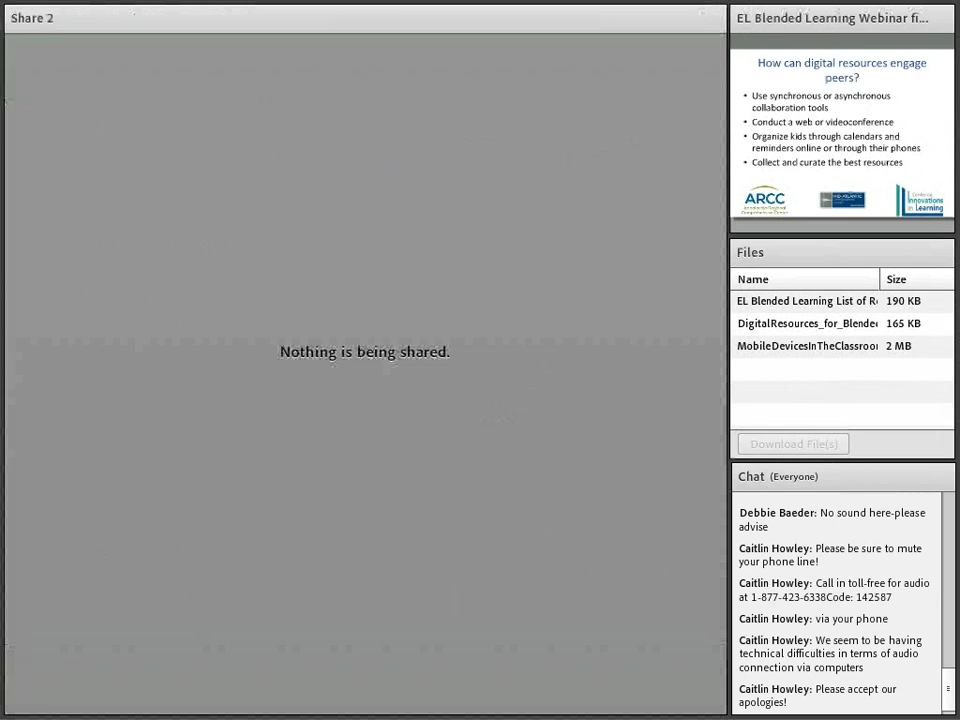 Share 2
Nothing is being shared.
EL Blended Learning Webinar fi...
How can digital resources engage
peers?
• Use synchronous or asynchronous
collaboration tools
• Conduct a web or videoconference
• Organize kids through calendars and
reminders online or through their phones
• Collect and curate the best resources
ARCC
Innovations
in Learning
Files
Name Size
EL Blended Learning List of R 190 KB
DigitalResources_for_Blende 165 KB
MobileDevicesInTheClassroo 2 MB
Download File(s)
Chat (Everyone)
Debbie Baeder: No sound here-please
advise
Caitlin Howley: Please be sure to mute
your phone line!
Caitlin Howley: Call in toll-free for audio
at 1-877-423-6338Code: 142587
Caitlin Howley: via your phone
Caitlin Howley: We seem to be having
technical difficulties in terms of audio
connection via computers
Caitlin Howley: Please accept our
apologies!